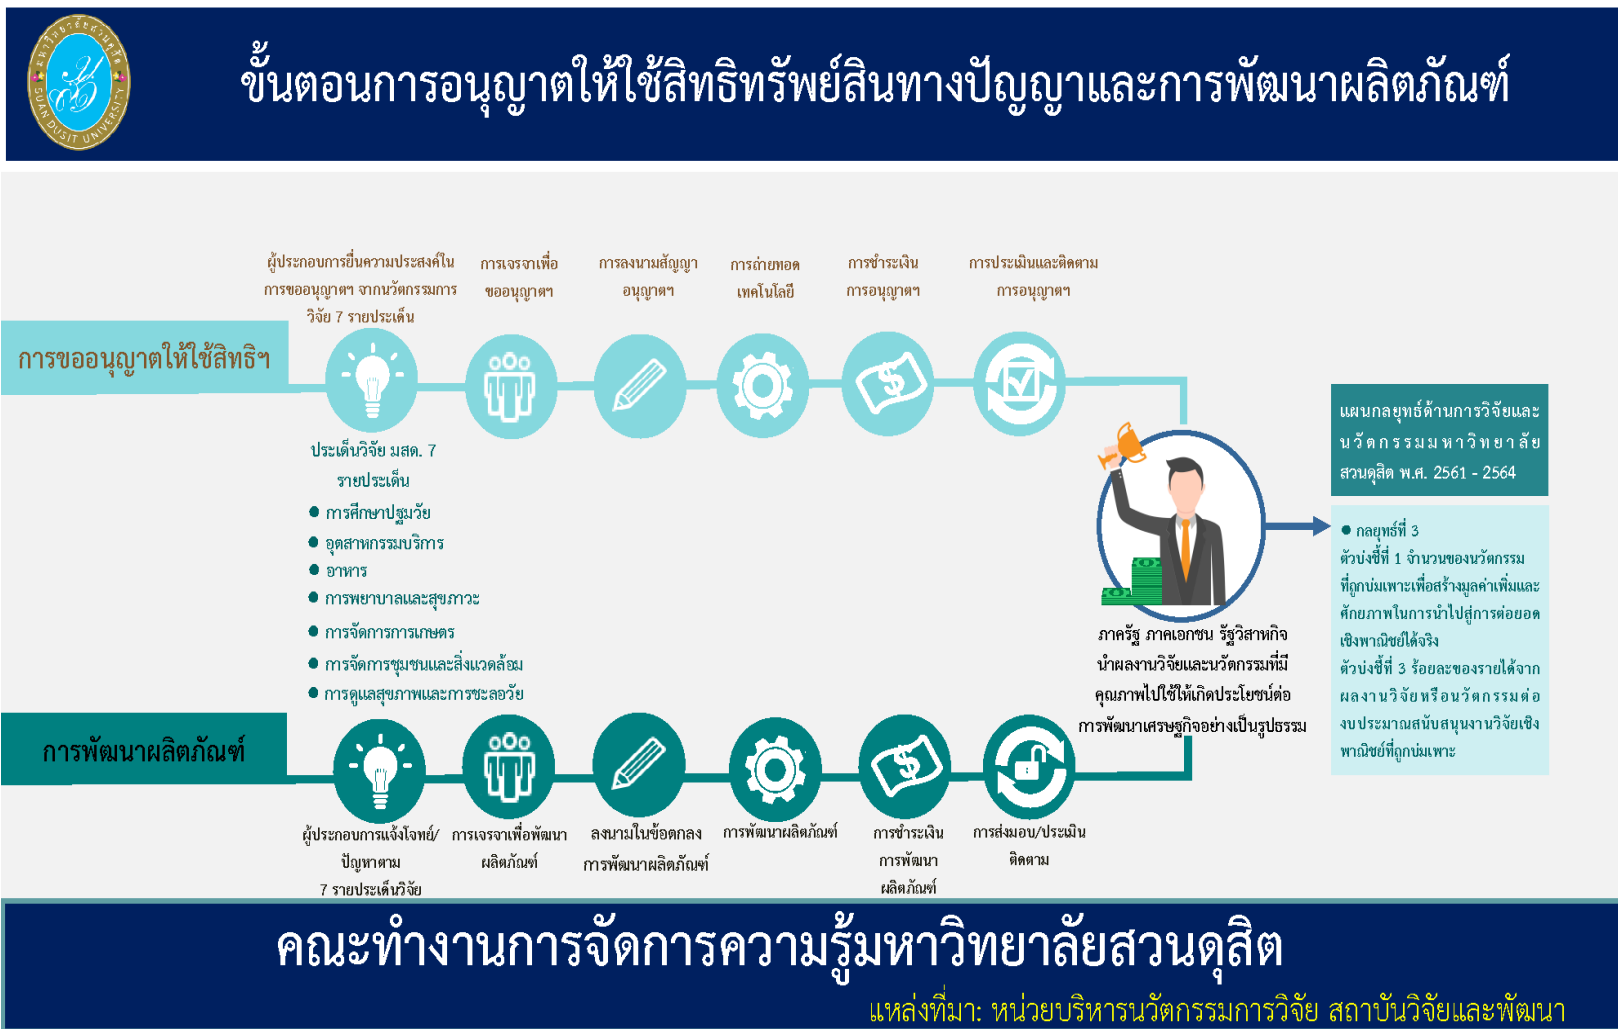 มหาวิทยาลัยสวนดุสิต
SUAN DUSIT UNIVERSITY
ขั้นตอนการอนุญาตให้ใช้สิทธิทรัพย์สินทางปัญญาและการพัฒนาผลิตภัณฑ์
ผู้ประกอบการยื่นความประสงค์ใน
การขออนุญาตฯ จากนวัตกรรมการ
วิจัย 7 รายประเด็น
การเจรจาเพื่อ
ขออนุญาตฯ
การลงนามสัญญา
อนุญาตฯ
การถ่ายทอด
เทคโนโลยี
การชำระเงิน
การอนุญาตฯ
การประเมินและติดตาม
การอนุญาตฯ
การขออนุญาตให้ใช้สิทธิฯ
ประเด็นวิจัย มสด. 7
รายประเด็น
● การศึกษาปฐมวัย
● อุตสาหกรรมบริการ
● อาหาร
● การพยาบาลและสุขภาวะ
● การจัดการการเกษตร
● การจัดการชุมชนและสิ่งแวดล้อม
● การดูแลสุขภาพและการชะลอวัย
ภาครัฐ ภาคเอกชน รัฐวิสาหกิจ
นำผลงานวิจัยและนวัตกรรมที่มี
คุณภาพไปใช้ให้เกิดประโยชน์ต่อ
การพัฒนาเศรษฐกิจอย่างเป็นรูปธรรม
แผนกลยุทธ์ด้านการวิจัยและ
นวัตกรรมมหาวิทยาลัย
สวนดุสิต พ.ศ. 2561 - 2564
● กลยุทธ์ที่ 3
ตัวบ่งชี้ที่ 1 จำนวนของนวัตกรรม
ที่ถูกบ่มเพาะเพื่อสร้างมูลค่าเพิ่มและ
ศักยภาพในการนำไปสู่การต่อยอด
เชิงพาณิชย์ได้จริง
ตัวบ่งชี้ที่ 3 ร้อยละของรายได้จาก
ผลงานวิจัยหรือนวัตกรรมต่อ
งบประมาณสนับสนุนงานวิจัยเชิง
พาณิชย์ที่ถูกบ่มเพาะ
การพัฒนาผลิตภัณฑ์
ผู้ประกอบการแจ้งโจทย์/
ปัญหาตาม
7 รายประเด็นวิจัย
การเจรจาเพื่อพัฒนา
ผลิตภัณฑ์
ลงนามในข้อตกลง
การพัฒนาผลิตภัณฑ์
การพัฒนาผลิตภัณฑ์
การชำระเงิน
การพัฒนา
ผลิตภัณฑ์
การส่งมอบ/ประเมิน
ติดตาม
คณะทำงานการจัดการความรู้มหาวิทยาลัยสวนดุสิต
แหล่งที่มา: หน่วยบริหารนวัตกรรมการวิจัย สถาบันวิจัยและพัฒนา